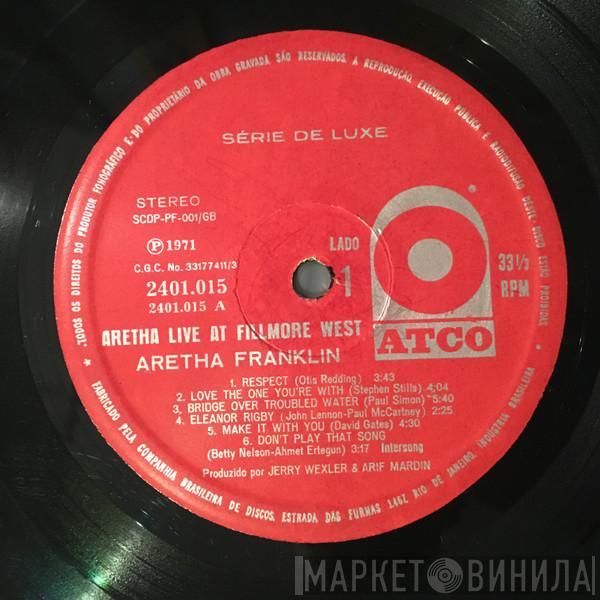 DO PRODUTOR FONOGRÁFICO E DO PROPRIETÁRIO DA OBRA GRAVADA SÃO RESERVADOS. A REPRODUÇÃO, EXECUÇÃO PÚBLICA E RADIODIFUSÃO DESTE DISCO ESTÃO PROIBIDAS
* .TODOS OS DIREITOS
SÉRIE DE LUXE
STEREO
SCDP-PF-001/GB
℗ 1971
LADO
1
C.G.C. No. 33177411/3
2401.015
2401.015 A
33 1/3
RPM
®
ATCO
ARETHA LIVE AT FILLMORE WEST
ARETHA FRANKLIN
1. RESPECT (Otis Redding) 3:43
2. LOVE THE ONE YOU'RE WITH (Stephen Stills) 4:04
3. BRIDGE OVER TROUBLED WATER (Paul Simon) 5:40
4. ELEANOR RIGBY (John Lennon-Paul McCartney) 2:25
5. MAKE IT WITH YOU (David Gates) 4:30
6. DON'T PLAY THAT SONG
(Betty Nelson-Ahmet Ertegun) 3:17 Intersong
Produzido por JERRY WEXLER & ARIF MARDIN
FABRICADO PELA COMPANHIA BRASILEIRA DE DISCOS, ESTRADA DAS FURNAS 1467, RIO DE JANEIRO, INDÚSTRIA BRASILEIRA *
МАРКЕТ ВИНИЛА